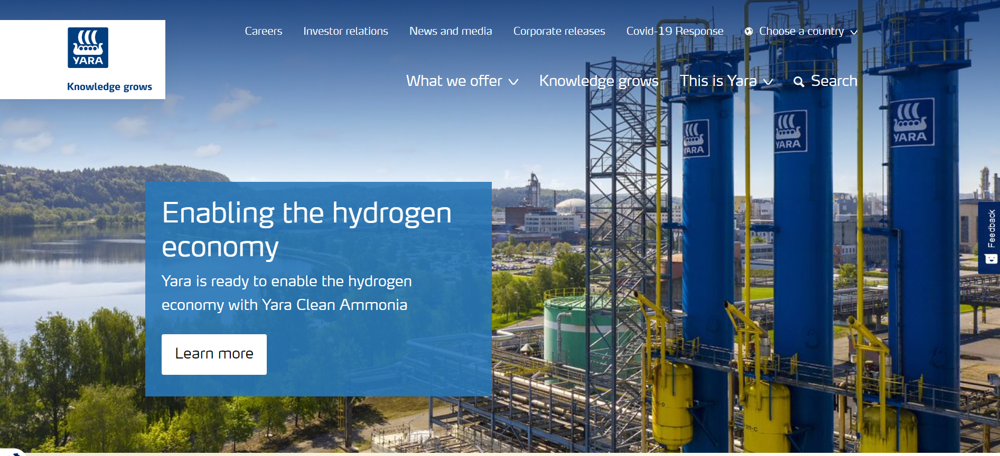 Careers Investor relations News and media Corporate releases Covid-19 Response Choose a country
YARA
Knowledge grows
What we offer Knowledge grows This is Yara Search
YARA
YARA
YARA
Enabling the hydrogen
economy
Yara is ready to enable the hydrogen
economy with Yara Clean Ammonia
Learn more
Feedback